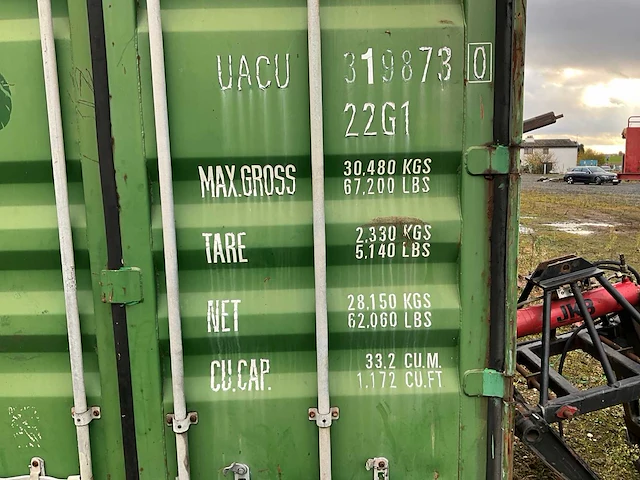 UACU 319873 0
22G1
MAX.GROSS 30,480 KGS
67,200 LBS
TARE 2,330 KGS
5,140 LBS
NET 28,150 KGS
62,060 LBS
CU.CAP. 33.2 CU.M.
1,172 CU.FT